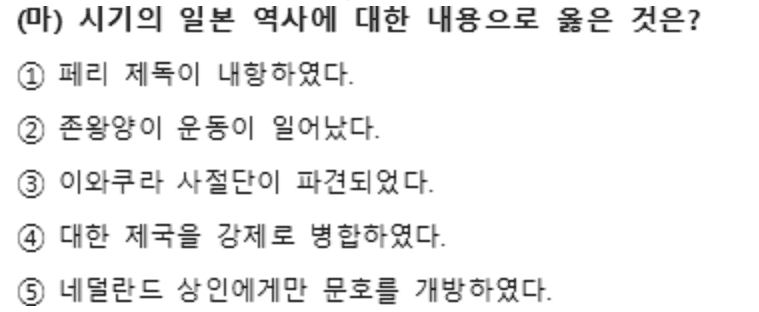 (마) 시기의 일본 역사에 대한 내용으로 옳은 것은?
① 페리 제독이 내항하였다.
② 존왕양이 운동이 일어났다.
③ 이와쿠라 사절단이 파견되었다.
④ 대한 제국을 강제로 병합하였다.
⑤ 네덜란드 상인에게만 문호를 개방하였다.